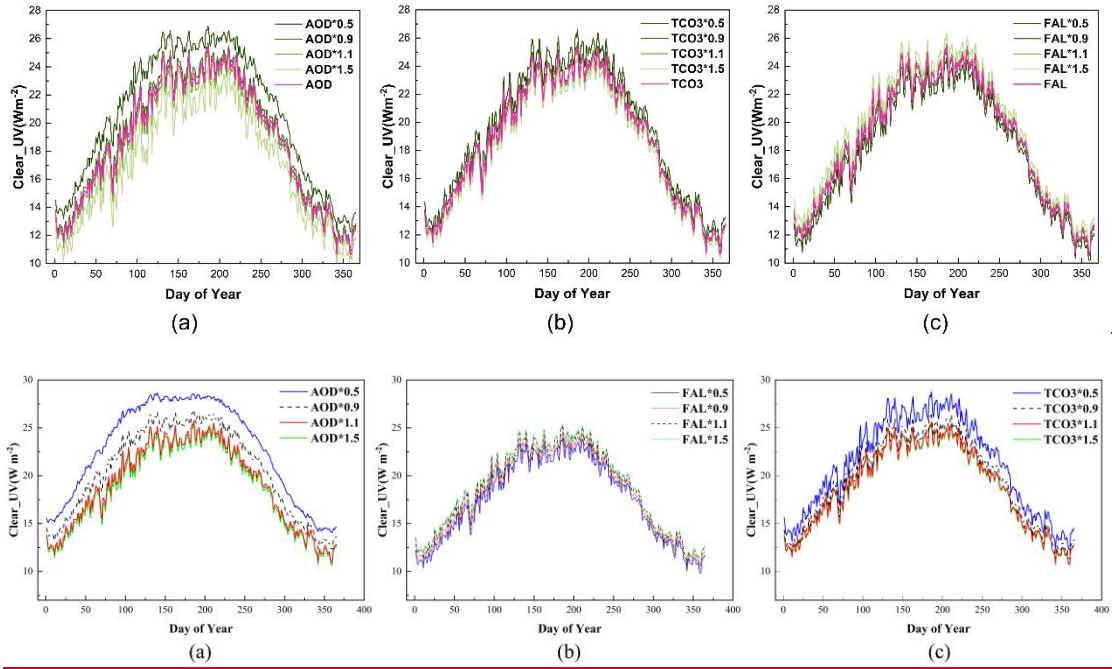 Clear_UV(Wm-2)
28
26
24
22
20
18
16
14
12
10
0 50 100 150 200 250 300 350
Day of Year
AOD*0.5
AOD*0.9
AOD*1.1
AOD*1.5
AOD
(a)
Clear_UV(Wm-2)
28
26
24
22
20
18
16
14
12
10
0 50 100 150 200 250 300 350
Day of Year
TCO3*0.5
TCO3*0.9
TCO3*1.1
TCO3*1.5
TCO3
(b)
Clear_UV(Wm-2)
28
26
24
22
20
18
16
14
12
10
0 50 100 150 200 250 300 350
Day of Year
FAL*0.5
FAL*0.9
FAL*1.1
FAL*1.5
FAL
(c)
Clear_UV(W m-2)
30
25
20
15
10
0 50 100 150 200 250 300 350 400
Day of Year
AOD*0.5
AOD*0.9
AOD*1.1
AOD*1.5
(a)
Clear_UV(W m-2)
30
25
20
15
10
0 50 100 150 200 250 300 350 400
Day of Year
FAL*0.5
FAL*0.9
FAL*1.1
FAL*1.5
(b)
Clear_UV(W m-2)
30
25
20
15
10
0 50 100 150 200 250 300 350 400
Day of Year
TCO3*0.5
TCO3*0.9
TCO3*1.1
TCO3*1.5
(c)